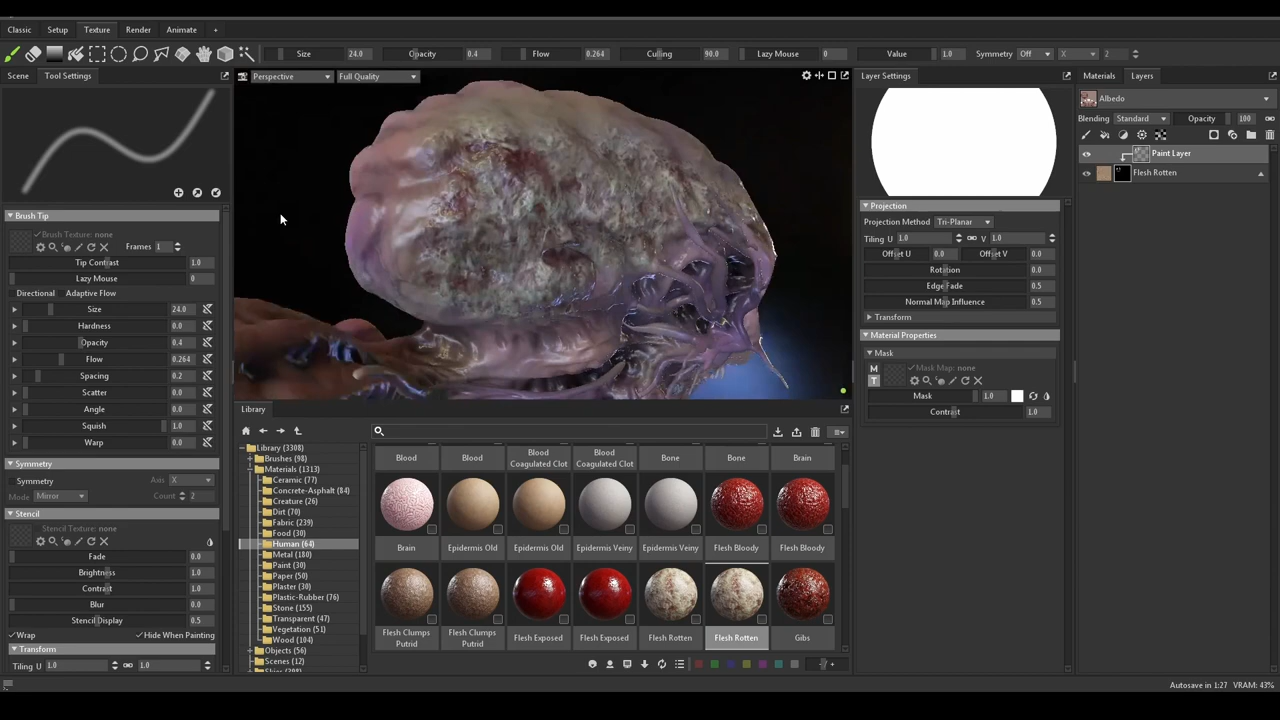 Classic Setup Texture Render Animate +
Size 24.0 Opacity 0.4 Flow 0.264 Culling 90.0 Lazy Mouse 0 Value 1.0 Symmetry Off X 2
Scene Tool Settings
Perspective Full Quality
Layer Settings
Materials Layers
Albedo
Blending Standard Opacity 100
Paint Layer
Flesh Rotten
Brush Tip
Brush Texture: none
Frames 1
Tip Contrast 1.0
Lazy Mouse 0
Directional Adaptive Flow
Size 24.0
Hardness 0.0
Opacity 0.4
Flow 0.264
Spacing 0.2
Scatter 0.0
Angle 0.0
Squish 1.0
Warp 0.0
Symmetry
Symmetry Axis X
Mode Mirror Count 2
Stencil
Stencil Texture: none
Fade 0.0
Brightness 1.0
Contrast 1.0
Blur 0.0
Stencil Display 0.5
Wrap Hide When Painting
Transform
Tiling U 1.0 1.0
Projection
Projection Method Tri-Planar
Tiling U 1.0 V 1.0
Offset U 0.0 Offset V 0.0
Rotation 0.0
Edge Fade 0.5
Normal Map Influence 0.5
Transform
Material Properties
Mask
M Mask Map: none
T
Mask 1.0
Contrast 1.0
Library
Library (3308)
Brushes (98)
Materials (1313)
Ceramic (77)
Concrete-Asphalt (84)
Creature (26)
Dirt (70)
Fabric (239)
Food (30)
Human (64)
Metal (180)
Paint (30)
Paper (50)
Plaster (30)
Plastic-Rubber (76)
Stone (155)
Transparent (47)
Vegetation (51)
Wood (104)
Objects (56)
Scenes (12)
Blood Blood Blood Coagulated Clot Blood Coagulated Clot Bone Bone Brain
Brain Epidermis Old Epidermis Old Epidermis Veiny Epidermis Veiny Flesh Bloody Flesh Bloody
Flesh Clumps Putrid Flesh Clumps Putrid Flesh Exposed Flesh Exposed Flesh Rotten Flesh Rotten Gibs
Autosave in 1:27 VRAM: 43%